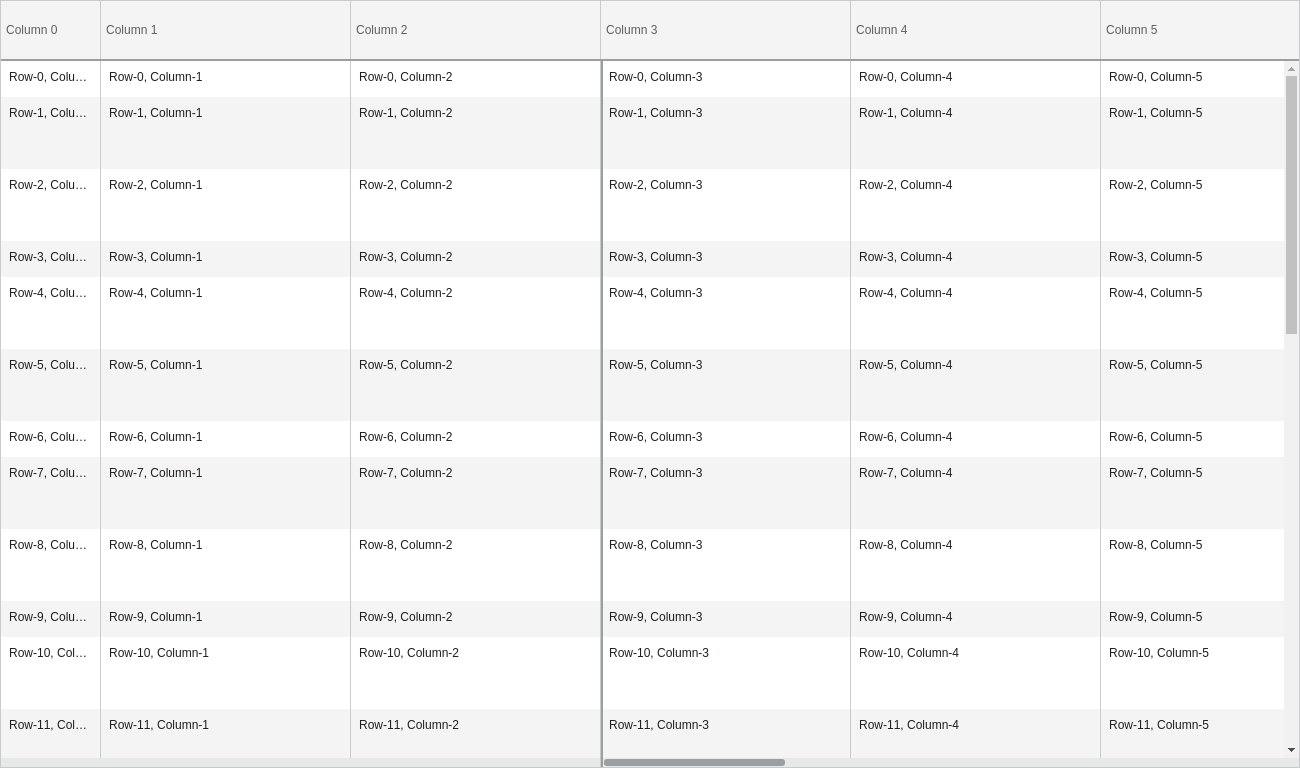 Column 0 Column 1 Column 2 Column 3 Column 4 Column 5
Row-0, Colu… Row-0, Column-1 Row-0, Column-2 Row-0, Column-3 Row-0, Column-4 Row-0, Column-5
Row-1, Colu… Row-1, Column-1 Row-1, Column-2 Row-1, Column-3 Row-1, Column-4 Row-1, Column-5
Row-2, Colu… Row-2, Column-1 Row-2, Column-2 Row-2, Column-3 Row-2, Column-4 Row-2, Column-5
Row-3, Colu… Row-3, Column-1 Row-3, Column-2 Row-3, Column-3 Row-3, Column-4 Row-3, Column-5
Row-4, Colu… Row-4, Column-1 Row-4, Column-2 Row-4, Column-3 Row-4, Column-4 Row-4, Column-5
Row-5, Colu… Row-5, Column-1 Row-5, Column-2 Row-5, Column-3 Row-5, Column-4 Row-5, Column-5
Row-6, Colu… Row-6, Column-1 Row-6, Column-2 Row-6, Column-3 Row-6, Column-4 Row-6, Column-5
Row-7, Colu… Row-7, Column-1 Row-7, Column-2 Row-7, Column-3 Row-7, Column-4 Row-7, Column-5
Row-8, Colu… Row-8, Column-1 Row-8, Column-2 Row-8, Column-3 Row-8, Column-4 Row-8, Column-5
Row-9, Colu… Row-9, Column-1 Row-9, Column-2 Row-9, Column-3 Row-9, Column-4 Row-9, Column-5
Row-10, Col… Row-10, Column-1 Row-10, Column-2 Row-10, Column-3 Row-10, Column-4 Row-10, Column-5
Row-11, Col… Row-11, Column-1 Row-11, Column-2 Row-11, Column-3 Row-11, Column-4 Row-11, Column-5